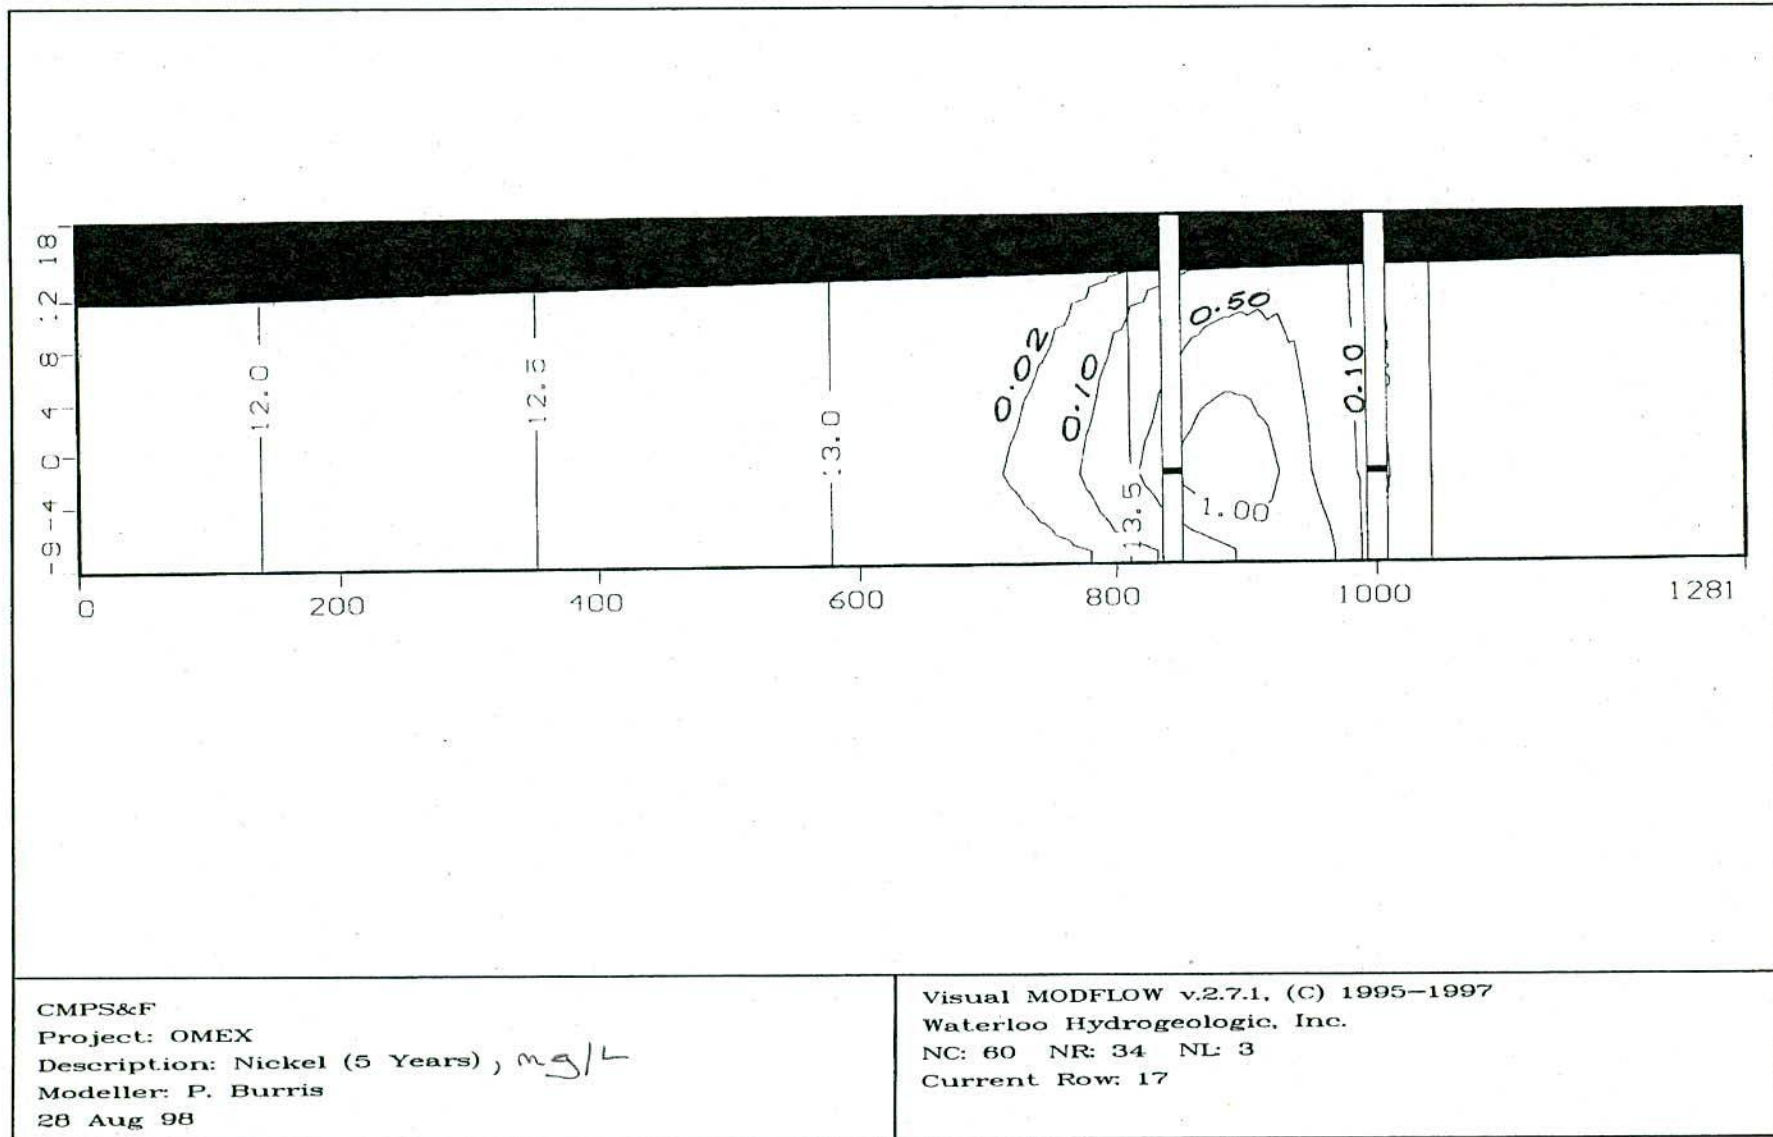 18
12
8
4
0
-4
-9
12.0
12.5
13.0
0.02
0.10
13.5
0.50
1.00
0.10
0
200
400
600
800
1000
1281
CMPS&F
Project: OMEX
Description: Nickel (5 Years), mg/L
Modeller: P. Burris
28 Aug 98
Visual MODFLOW v.2.7.1, (C) 1995-1997
Waterloo Hydrogeologic, Inc.
NC: 60 NR: 34 NL: 3
Current Row: 17